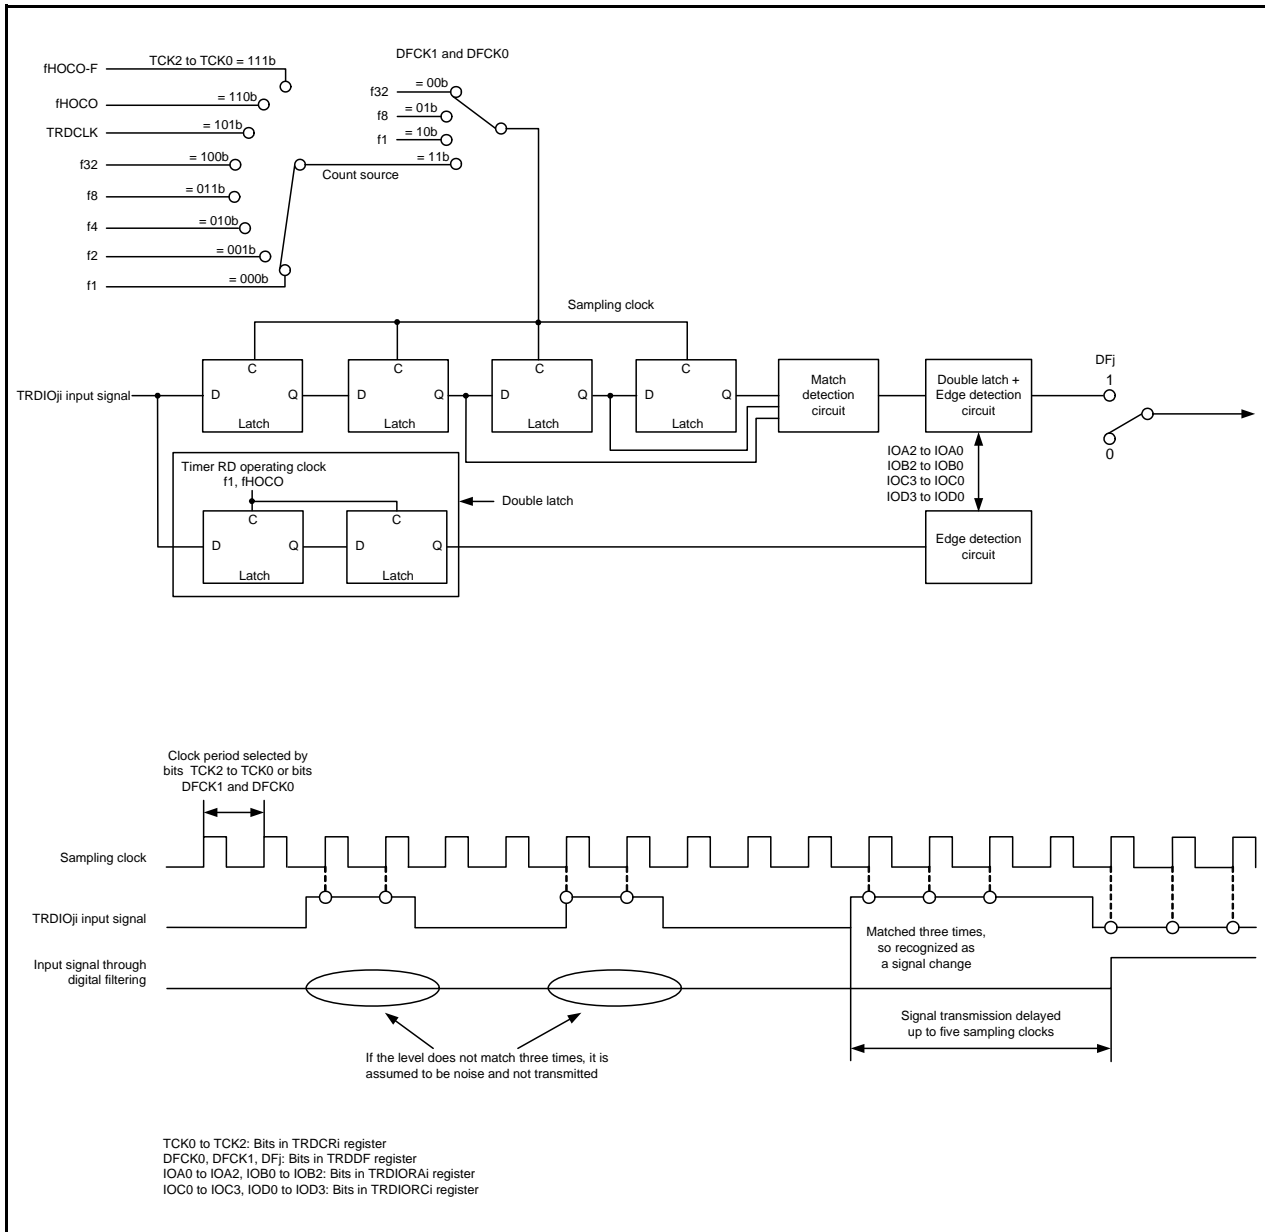 fHOCO-F
TCK2 to TCK0 = 111b
DFCK1 and DFCK0
fHOCO
= 110b
f32
= 00b
TRDCLK
= 101b
f8
= 01b
f1
= 10b
f32
= 100b
Count source
= 11b
f8
= 011b
f4
= 010b
f2
= 001b
f1
= 000b
Sampling clock
TRDIOji input signal
C
D
Q
Latch
C
D
Q
Latch
C
D
Q
Latch
C
D
Q
Latch
Match
detection
circuit
Double latch +
Edge detection
circuit
DFj
1
0
IOA2 to IOA0
IOB2 to IOB0
IOC3 to IOC0
IOD3 to IOD0
Timer RD operating clock
f1, fHOCO
Double latch
C
D
Q
Latch
C
D
Q
Latch
Edge detection
circuit
Clock period selected by
bits TCK2 to TCK0 or bits
DFCK1 and DFCK0
Sampling clock
TRDIOji input signal
Matched three times,
so recognized as
a signal change
Input signal through
digital filtering
Signal transmission delayed
up to five sampling clocks
If the level does not match three times, it is
assumed to be noise and not transmitted
TCK0 to TCK2: Bits in TRDCRi register
DFCK0, DFCK1, DFj: Bits in TRDDF register
IOA0 to IOA2, IOB0 to IOB2: Bits in TRDIORAi register
IOC0 to IOC3, IOD0 to IOD3: Bits in TRDIORCi register